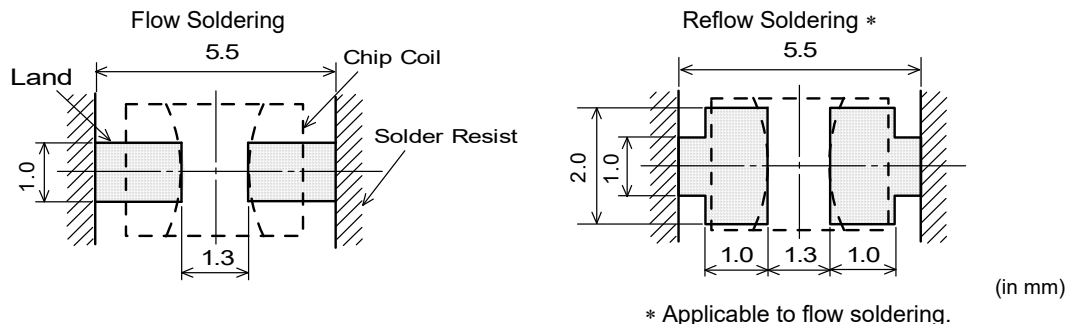 Flow Soldering
5.5
Land
Chip Coil
Solder Resist
1.0
1.3
Reflow Soldering *
5.5
2.0
1.0
1.0
1.3
1.0
(in mm)
* Applicable to flow soldering.